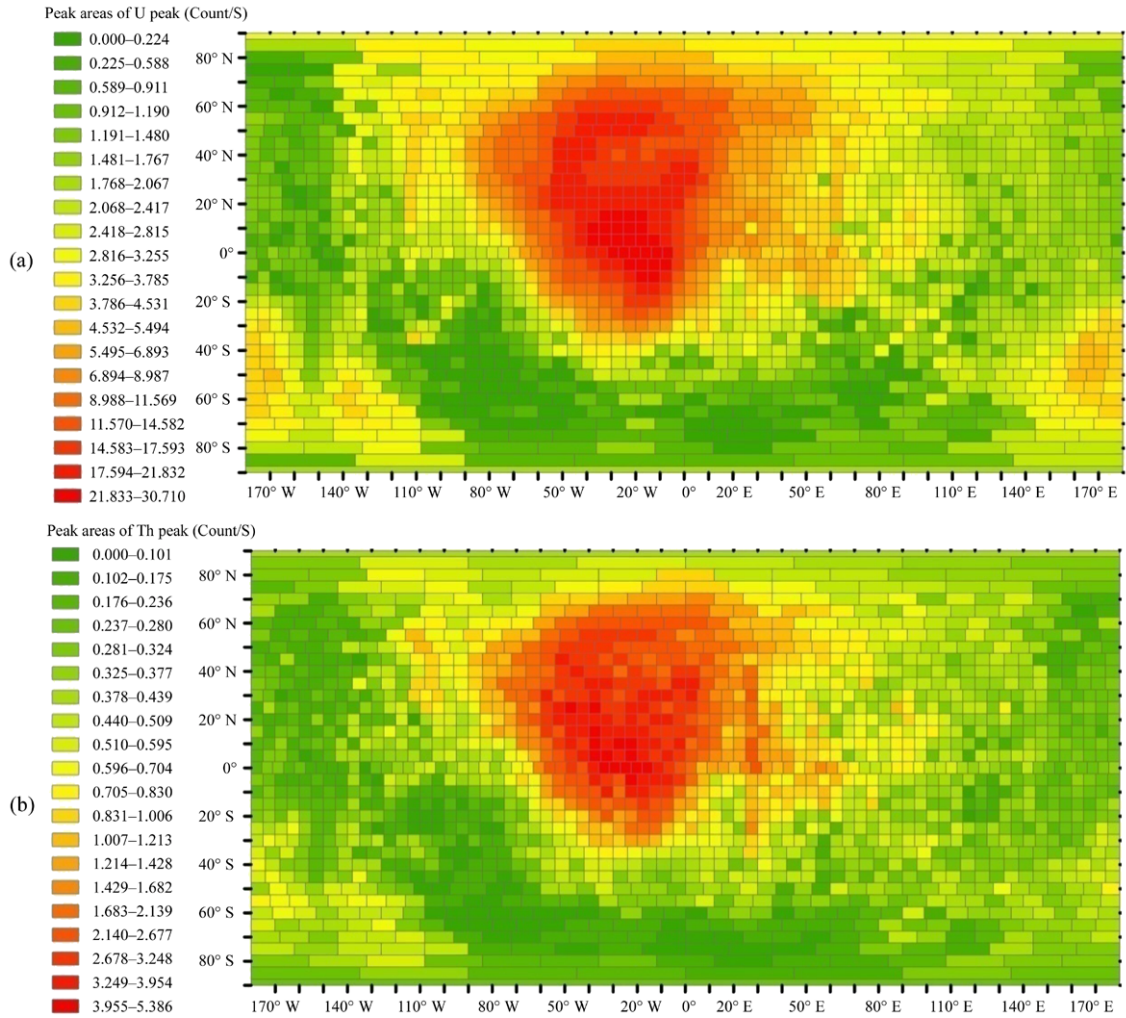 Peak areas of U peak (Count/S)
0.000–0.224
0.225–0.588
0.589–0.911
0.912–1.190
1.191–1.480
1.481–1.767
1.768–2.067
2.068–2.417
2.418–2.815
2.816–3.255
3.256–3.785
3.786–4.531
4.532–5.494
5.495–6.893
6.894–8.987
8.988–11.569
11.570–14.582
14.583–17.593
17.594–21.832
21.833–30.710
(a)
80° N
60° N
40° N
20° N
0°
20° S
40° S
60° S
80° S
170° W 140° W 110° W 80° W 50° W 20° W 0° 20° E 50° E 80° E 110° E 140° E 170° E
Peak areas of Th peak (Count/S)
0.000–0.101
0.102–0.175
0.176–0.236
0.237–0.280
0.281–0.324
0.325–0.377
0.378–0.439
0.440–0.509
0.510–0.595
0.596–0.704
0.705–0.830
0.831–1.006
1.007–1.213
1.214–1.428
1.429–1.682
1.683–2.139
2.140–2.677
2.678–3.248
3.249–3.954
3.955–5.386
(b)
80° N
60° N
40° N
20° N
0°
20° S
40° S
60° S
80° S
170° W 140° W 110° W 80° W 50° W 20° W 0° 20° E 50° E 80° E 110° E 140° E 170° E